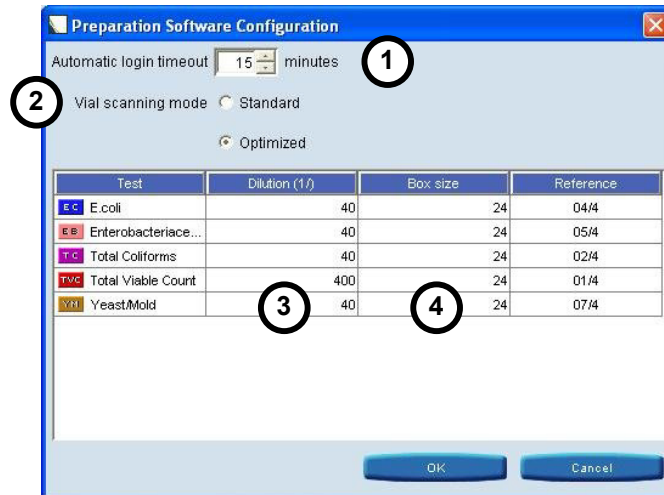 Preparation Software Configuration
Automatic login timeout 15 minutes 1
2 Vial scanning mode Standard
Optimized
Test Dilution (1/) Box size Reference
EC E.coli 40 24 04/4
EB Enterobacteriace... 40 24 05/4
TC Total Coliforms 40 24 02/4
TVC Total Viable Count 400 24 01/4
YM Yeast/Mold 3 40 4 24 07/4
OK Cancel